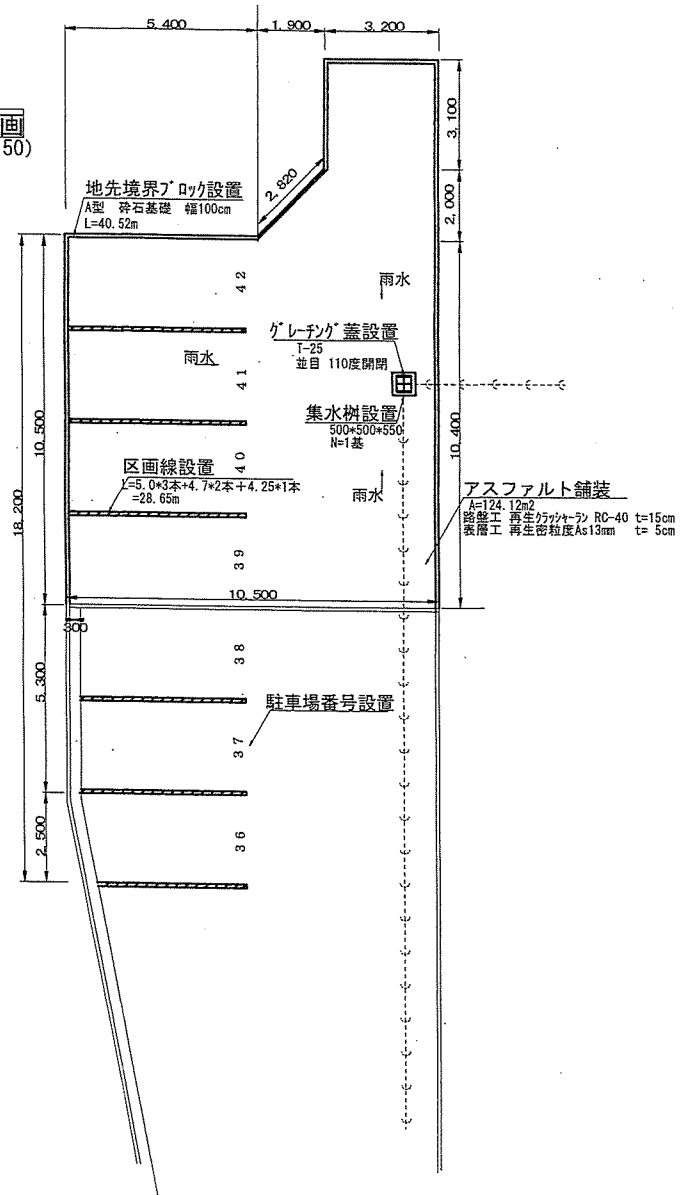 5,400
1,900
3,200
画
50)
3,100
2,820
2,000
地先境界ブロック設置
A型 砕石基礎 幅100cm
L=40.52m
42
雨水
グレーチング蓋設置
T-25
並目 110度開閉
雨水
41
集水桝設置
500*500*550
N=1基
10,500
10,400
18,200
40
区画線設置
L=5.0*3本+4.7*2本+4.25*1本
=28.65m
雨水
アスファルト舗装
A=124.12m2
路盤工 再生クラッシャーラン RC-40 t=15cm
表層工 再生密粒度As13mm t= 5cm
39
10,500
300
38
5,300
駐車場番号設置
37
2,500
36